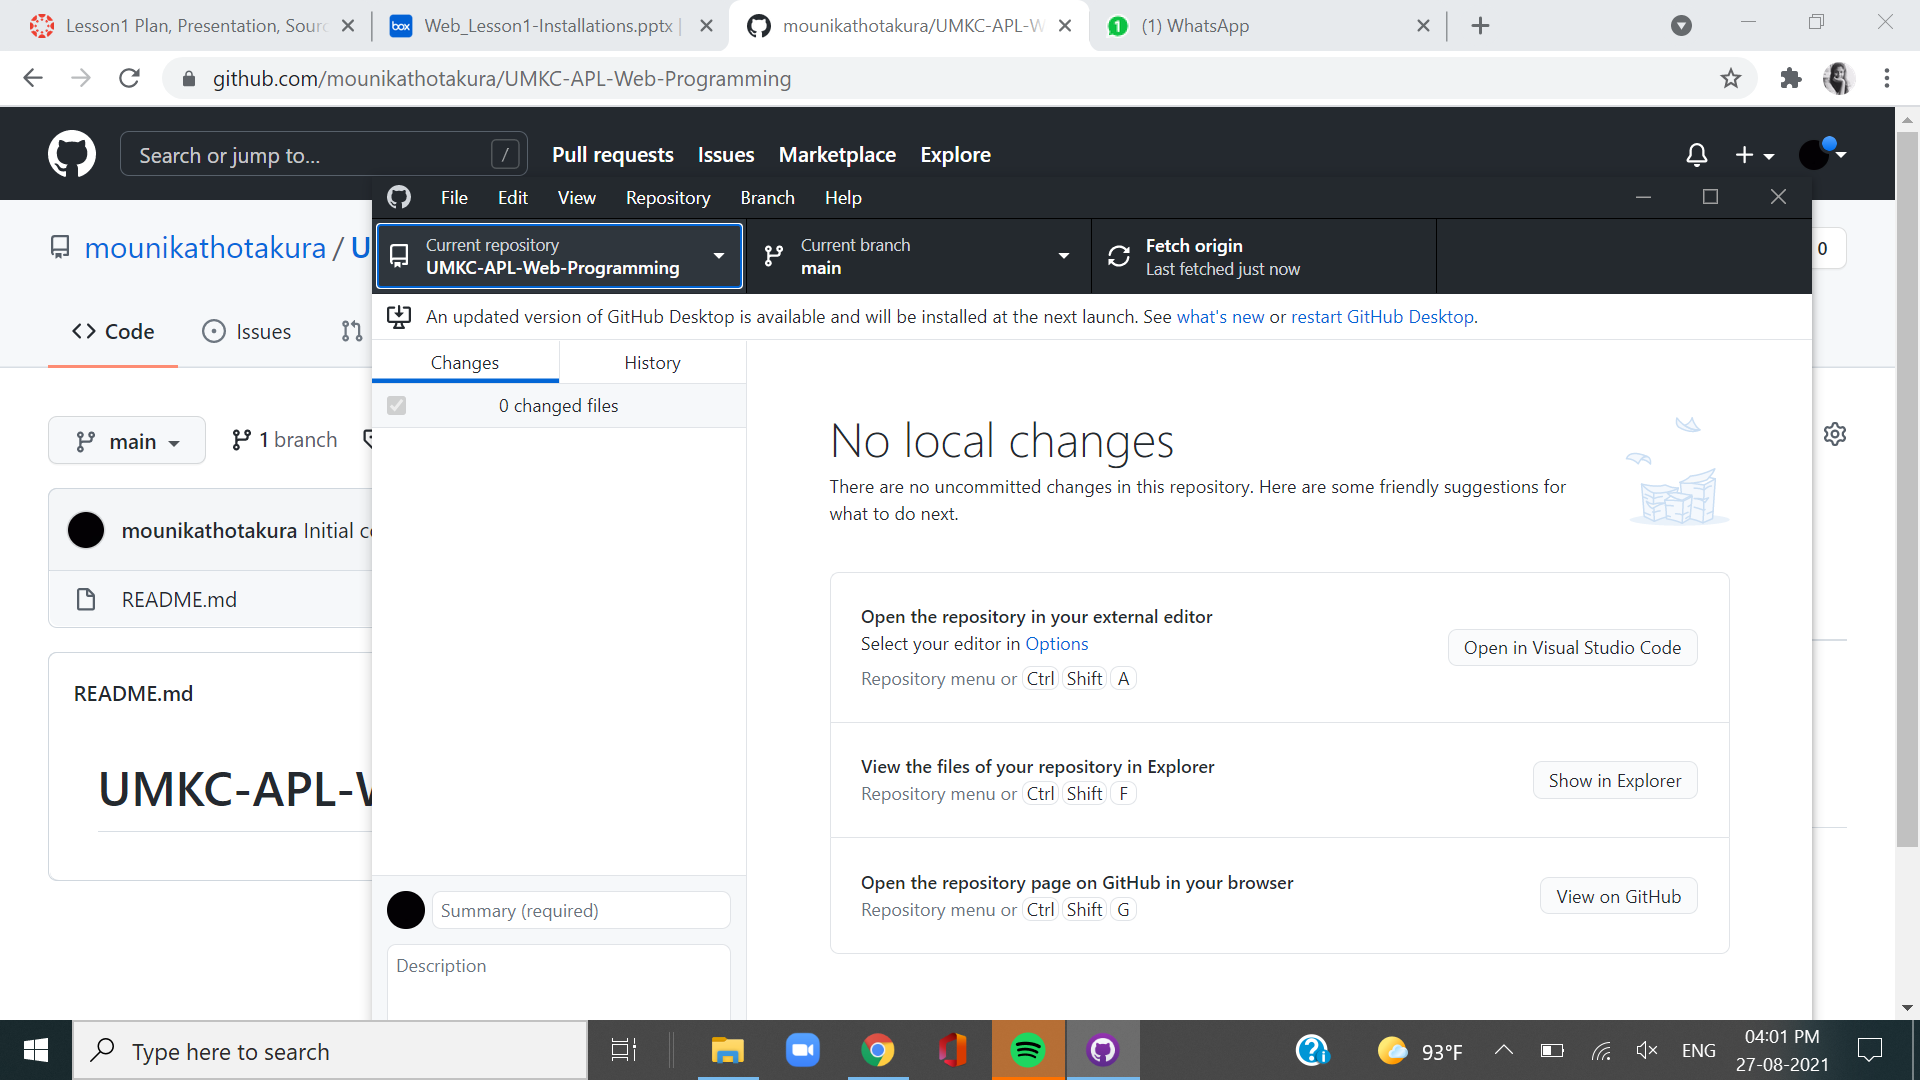 Lesson1 Plan, Presentation, Sour
Web_Lesson1-Installations.pptx |
mounikathotakura/UMKC-APL-W
(1) WhatsApp
github.com/mounikathotakura/UMKC-APL-Web-Programming
Search or jump to...
/
Pull requests
Issues
Marketplace
Explore
File
Edit
View
Repository
Branch
Help
mounikathotakura / U
0
Current repository
UMKC-APL-Web-Programming
Current branch
main
Fetch origin
Last fetched just now
An updated version of GitHub Desktop is available and will be installed at the next launch. See what's new or restart GitHub Desktop.
Code
Issues
Changes
History
0 changed files
main
1 branch
No local changes
There are no uncommitted changes in this repository. Here are some friendly suggestions for
what to do next.
mounikathotakura Initial c
README.md
README.md
UMKC-APL-W
Open the repository in your external editor
Select your editor in Options
Repository menu or Ctrl Shift A
Open in Visual Studio Code
View the files of your repository in Explorer
Repository menu or Ctrl Shift F
Show in Explorer
Open the repository page on GitHub in your browser
Repository menu or Ctrl Shift G
View on GitHub
Summary (required)
Description
Type here to search
93°F
ENG
04:01 PM
27-08-2021
box
1